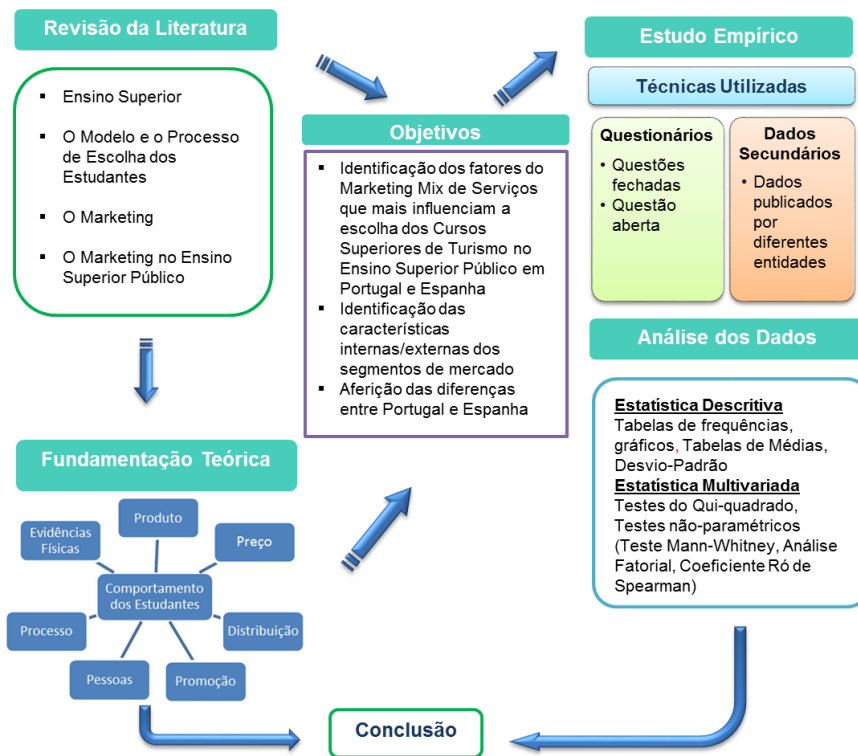 Revisão da Literatura
▪ Ensino Superior
▪ O Modelo e o Processo
de Escolha dos
Estudantes
▪ O Marketing
▪ O Marketing no Ensino
Superior Público
Fundamentação Teórica
Produto
Evidências
Físicas
Preço
Comportamento
dos Estudantes
Processo
Distribuição
Pessoas
Promoção
Objetivos
▪ Identificação dos fatores do
Marketing Mix de Serviços
que mais influenciam a
escolha dos Cursos
Superiores de Turismo no
Ensino Superior Público em
Portugal e Espanha
▪ Identificação das
características
internas/externas dos
segmentos de mercado
▪ Aferição das diferenças
entre Portugal e Espanha
Estudo Empírico
Técnicas Utilizadas
Questionários
• Questões
fechadas
• Questão
aberta
Dados
Secundários
• Dados
publicados
por
diferentes
entidades
Análise dos Dados
Estatística Descritiva
Tabelas de frequências,
gráficos, Tabelas de Médias,
Desvio-Padrão
Estatística Multivariada
Testes do Qui-quadrado,
Testes não-paramétricos
(Teste Mann-Whitney, Análise
Fatorial, Coeficiente Ró de
Spearman)
Conclusão